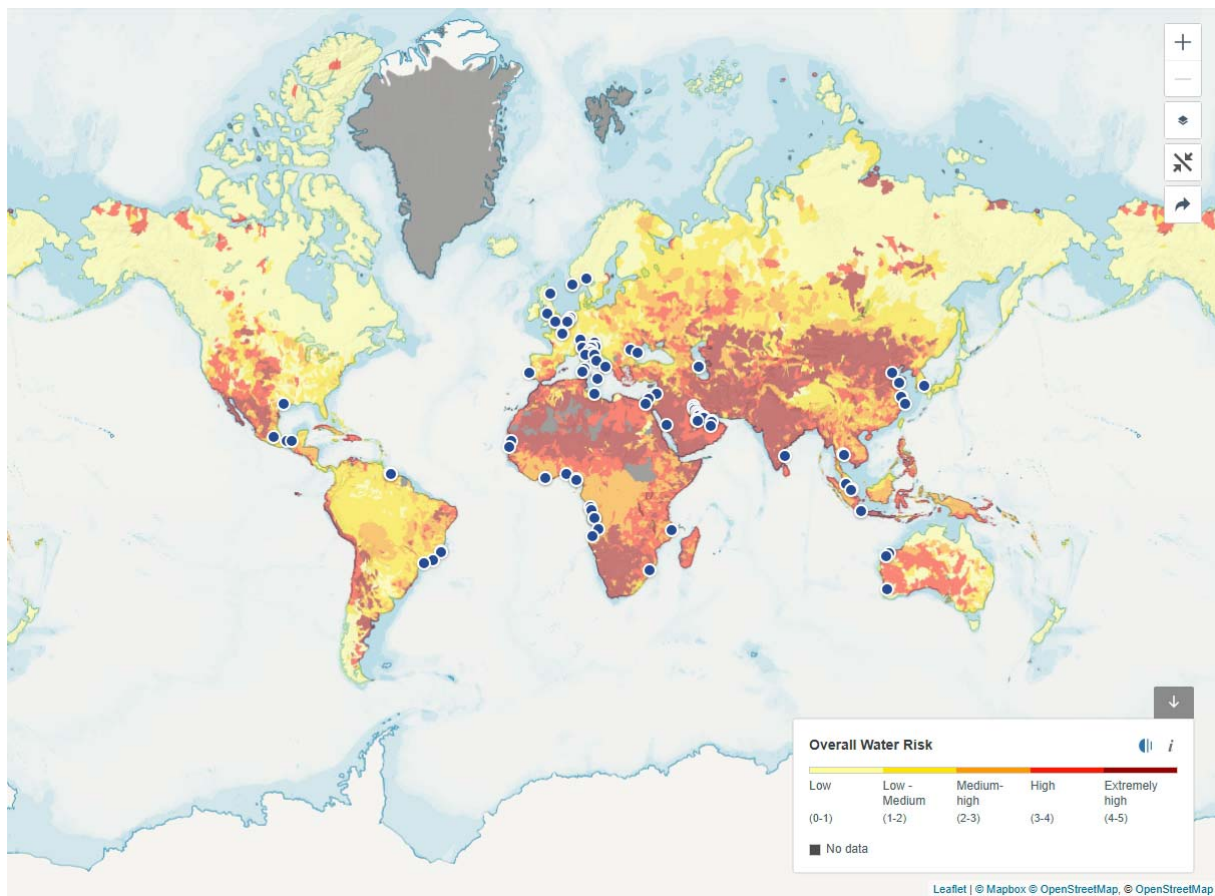 +
−
Overall Water Risk
i
Low Low - Medium- High Extremely
Medium high high
(0-1) (1-2) (2-3) (3-4) (4-5)
No data
Leaflet | © Mapbox © OpenStreetMap, © OpenStreetMap